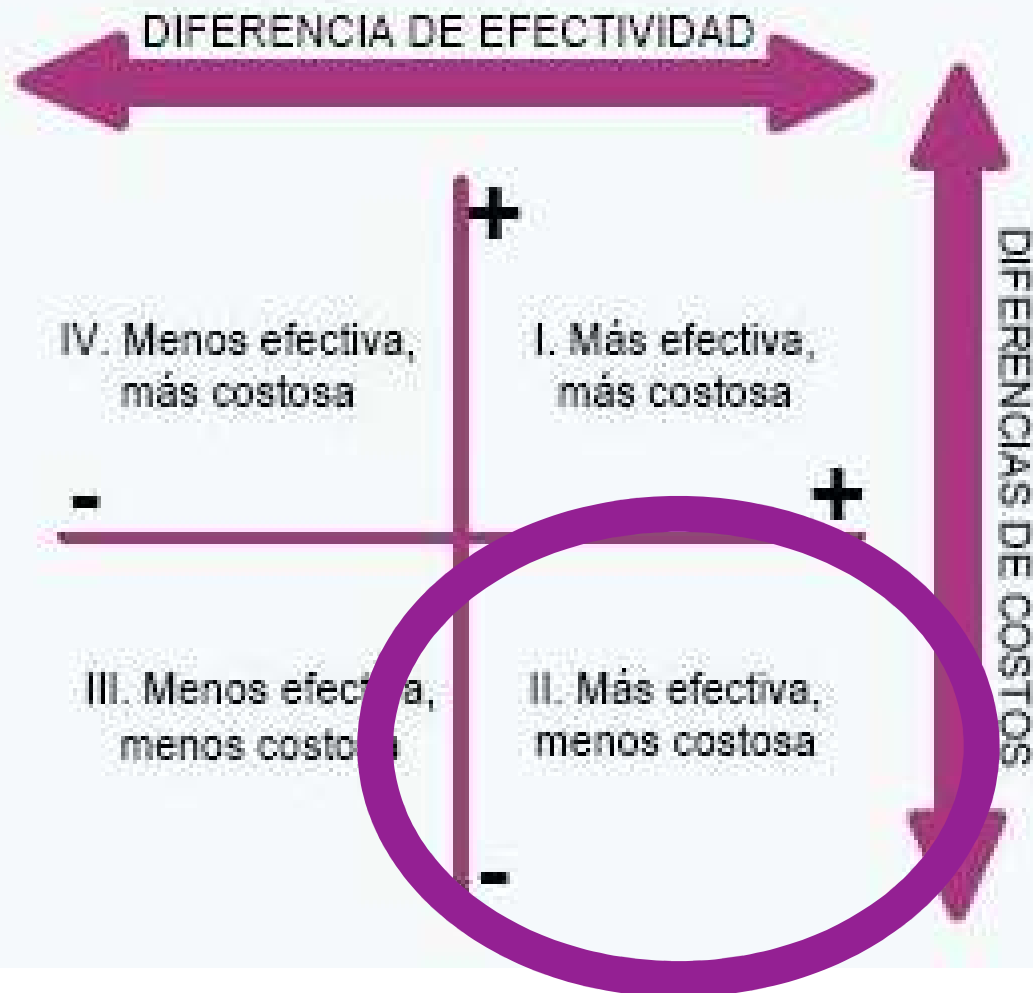 DIFERENCIA DE EFECTIVIDAD
+
IV. Menos efectiva,
más costosa
I. Más efectiva,
más costosa
-
+
DIFERENCIAS DE COSTOS
III. Menos efectiva,
menos costosa
II. Más efectiva,
menos costosa
-